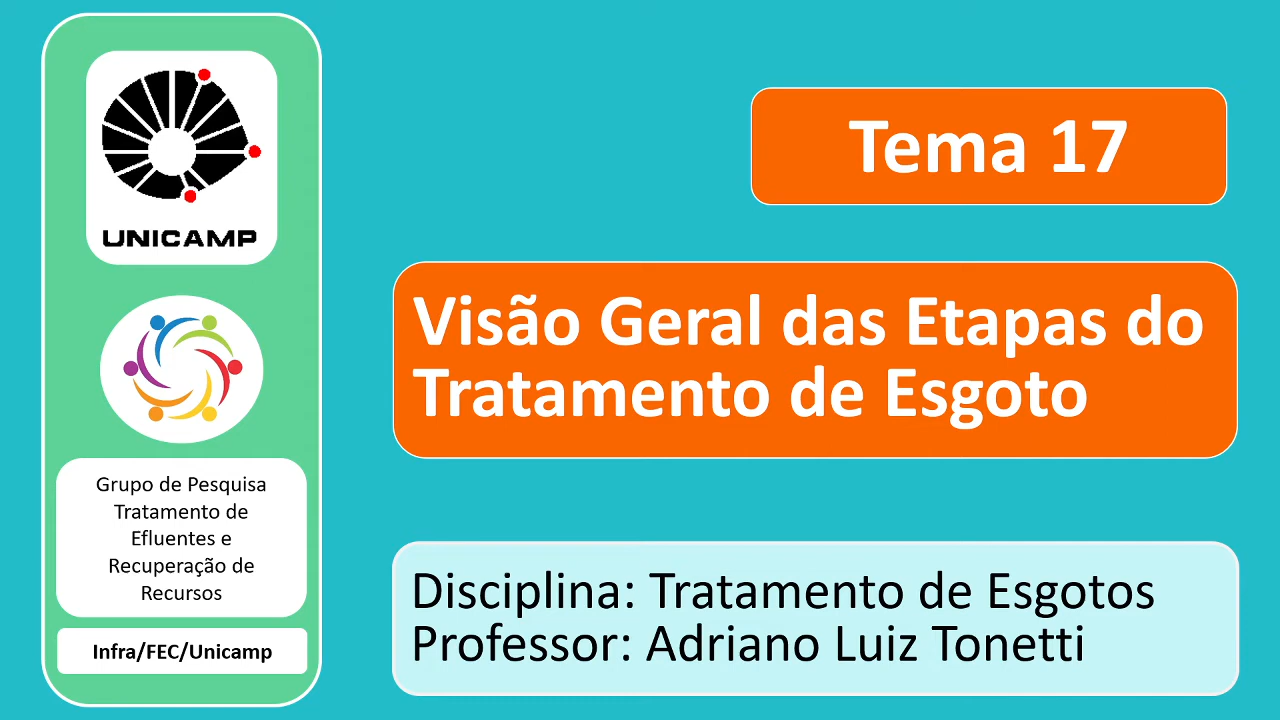 UNICAMP
Grupo de Pesquisa
Tratamento de
Efluentes e
Recuperação de
Recursos
Infra/FEC/Unicamp
Tema 17
Visão Geral das Etapas do
Tratamento de Esgoto
Disciplina: Tratamento de Esgotos
Professor: Adriano Luiz Tonetti